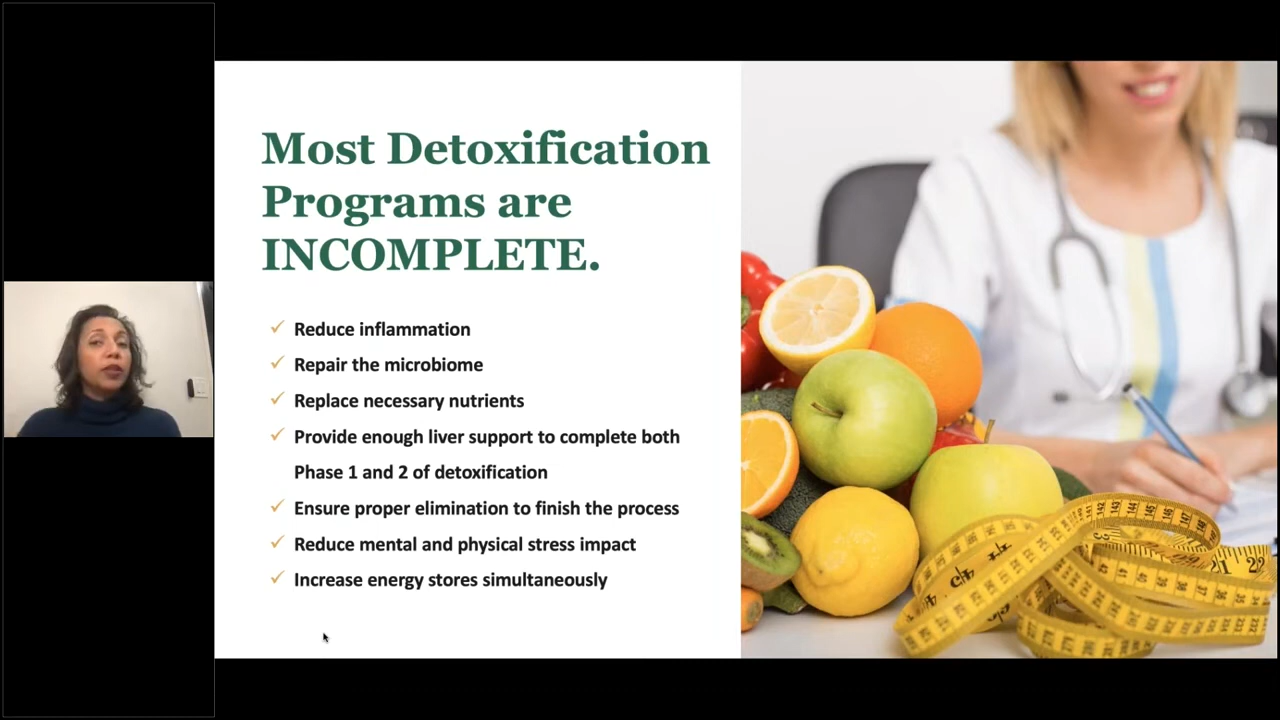 Most Detoxification
Programs are
INCOMPLETE.
Reduce inflammation
Repair the microbiome
Replace necessary nutrients
Provide enough liver support to complete both
Phase 1 and 2 of detoxification
Ensure proper elimination to finish the process
Reduce mental and physical stress impact
Increase energy stores simultaneously